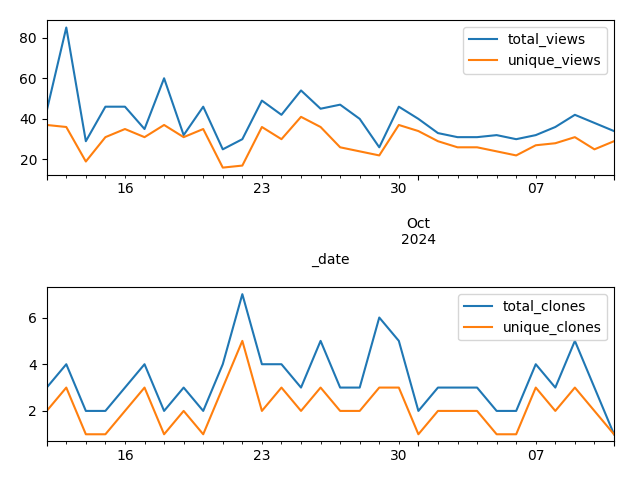 80
60
40
20
total_views
unique_views
16
23
30
07
Oct
2024
_date
6
4
2
total_clones
unique_clones
16
23
30
07